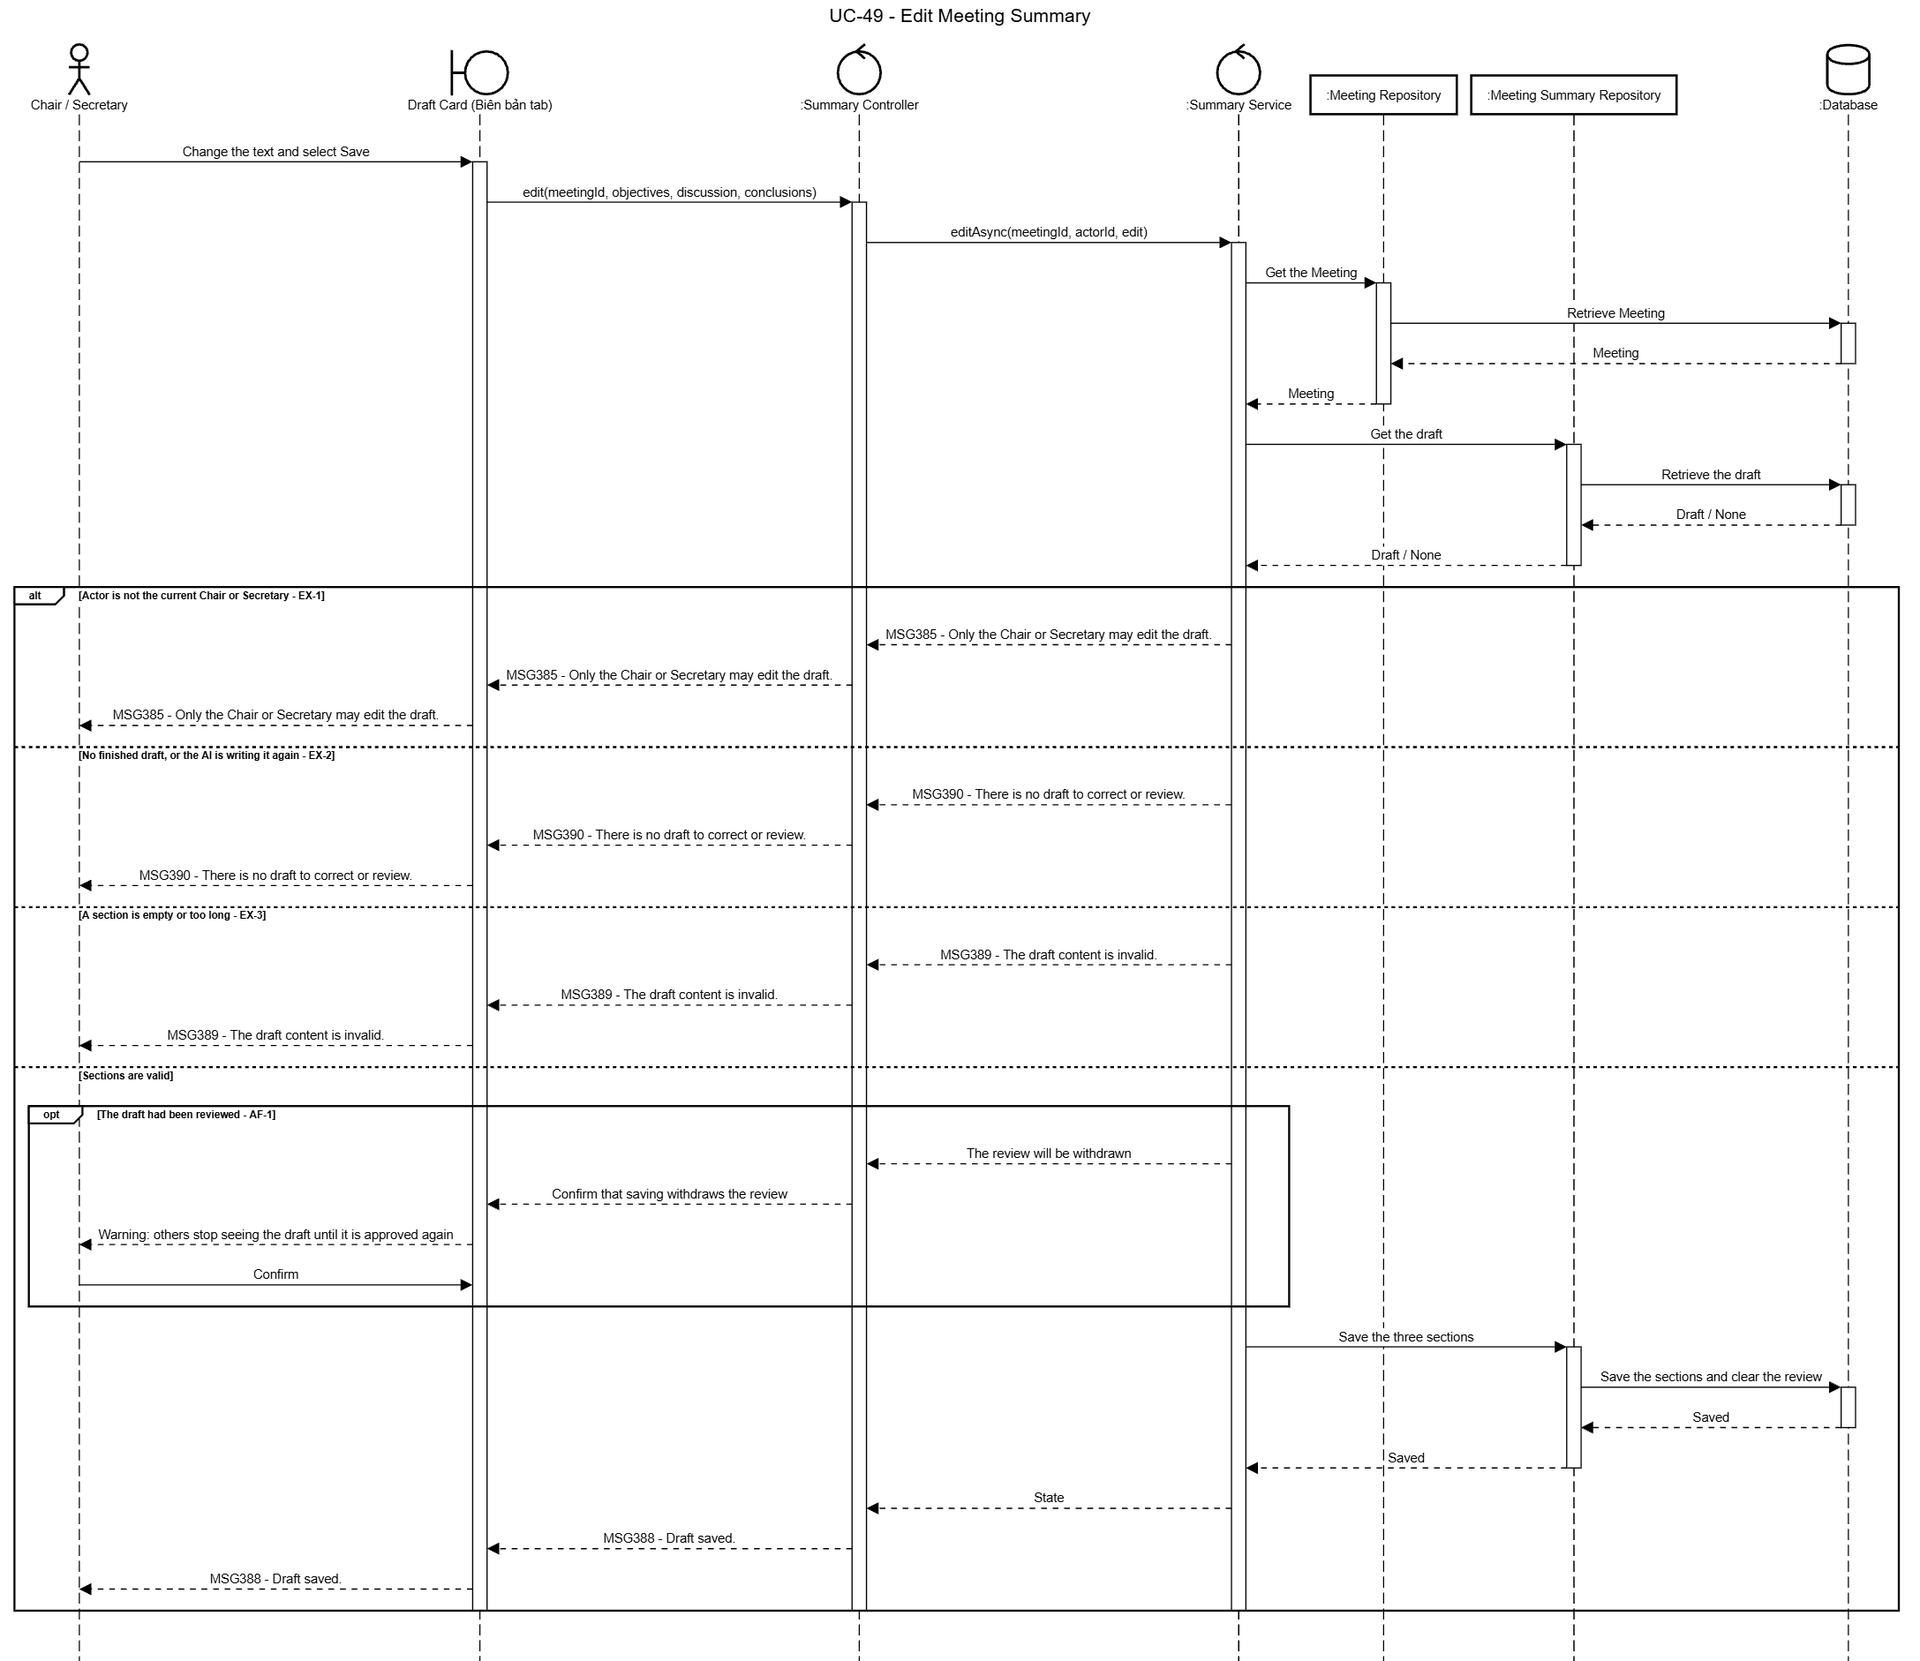 UC-49 - Edit Meeting Summary
Chair / Secretary
Draft Card (Biên bản tab)
:Summary Controller
:Summary Service
:Meeting Repository
:Meeting Summary Repository
:Database
Change the text and select Save
edit(meetingId, objectives, discussion, conclusions)
editAsync(meetingId, actorId, edit)
Get the Meeting
Retrieve Meeting
Meeting
Meeting
Get the draft
Retrieve the draft
Draft / None
Draft / None
alt
[Actor is not the current Chair or Secretary - EX-1]
MSG385 - Only the Chair or Secretary may edit the draft.
MSG385 - Only the Chair or Secretary may edit the draft.
MSG385 - Only the Chair or Secretary may edit the draft.
[No finished draft, or the AI is writing it again - EX-2]
MSG390 - There is no draft to correct or review.
MSG390 - There is no draft to correct or review.
MSG390 - There is no draft to correct or review.
[A section is empty or too long - EX-3]
MSG389 - The draft content is invalid.
MSG389 - The draft content is invalid.
MSG389 - The draft content is invalid.
[Sections are valid]
opt
[The draft had been reviewed - AF-1]
The review will be withdrawn
Confirm that saving withdraws the review
Warning: others stop seeing the draft until it is approved again
Confirm
Save the three sections
Save the sections and clear the review
Saved
Saved
State
MSG388 - Draft saved.
MSG388 - Draft saved.